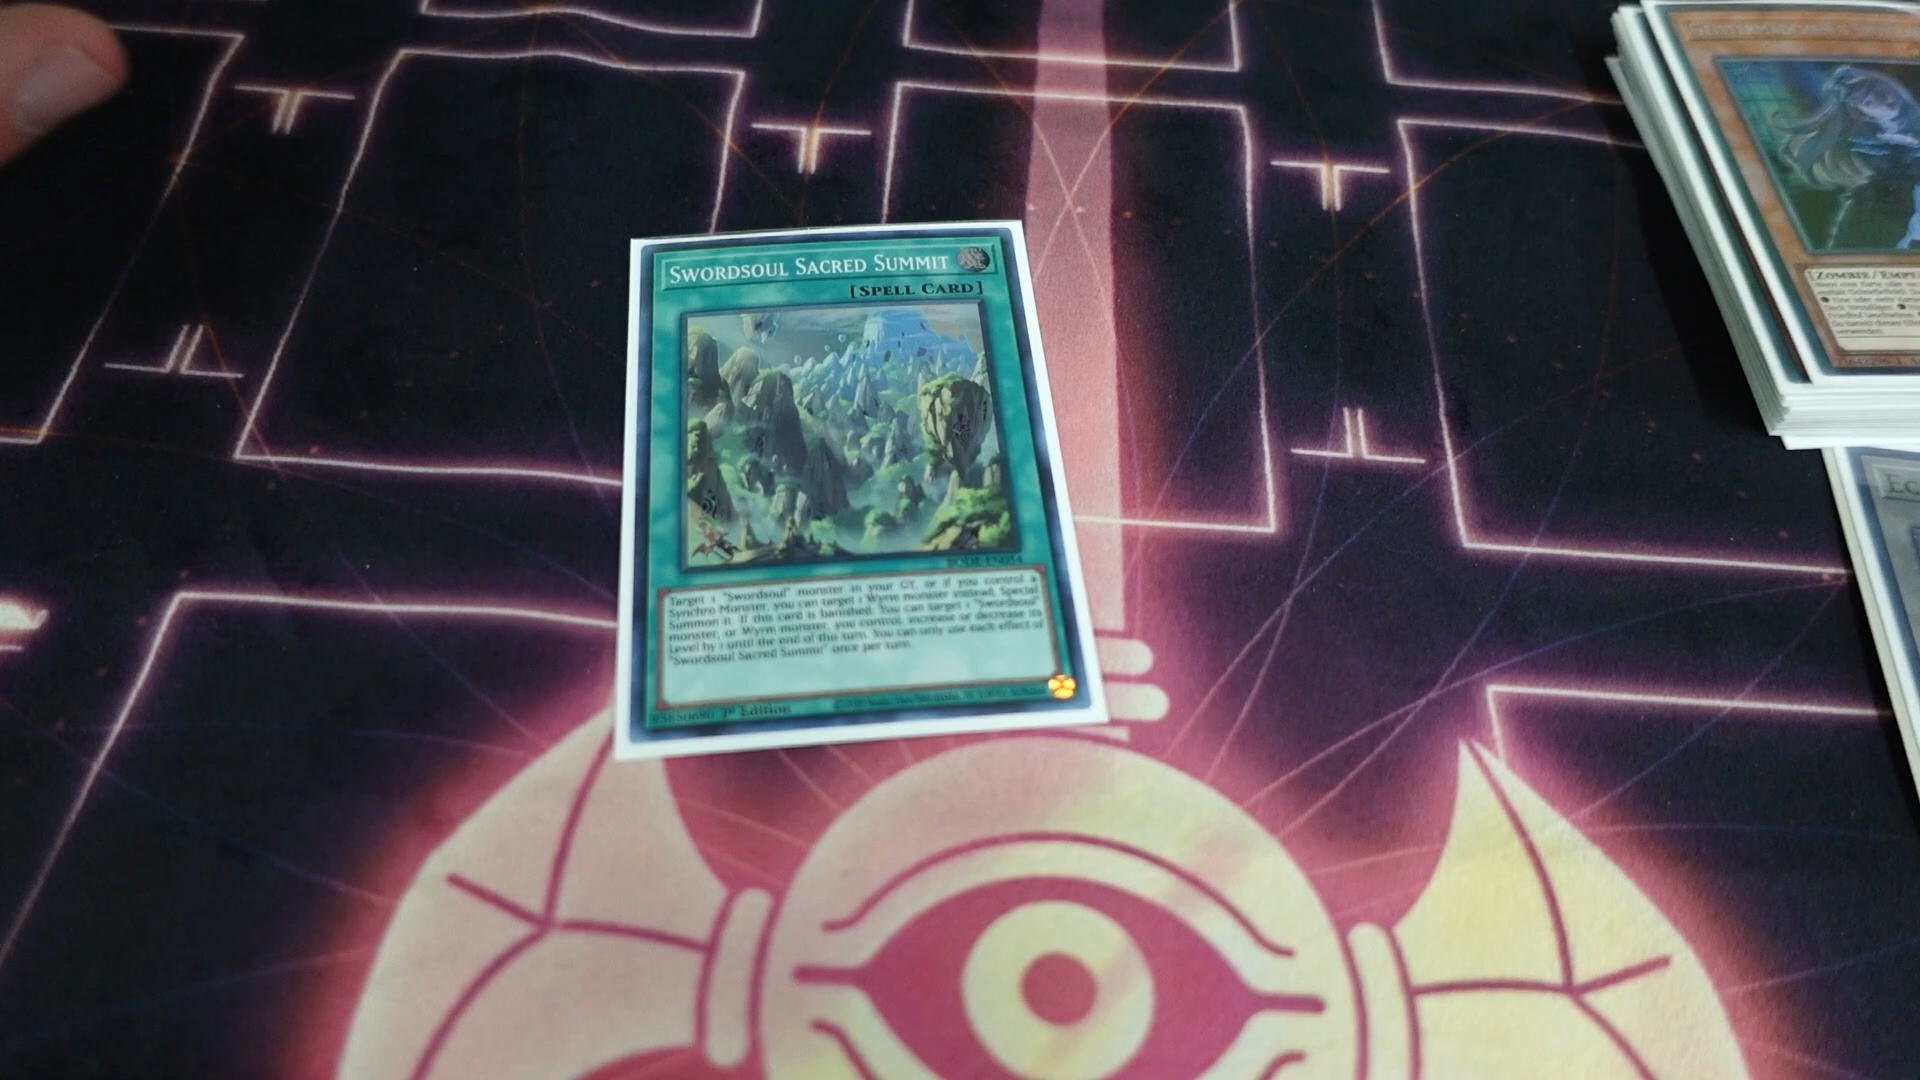 SWORDSOUL SACRED SUMMIT
[SPELL CARD]
BODE-EN054
Target 1 "Swordsoul" monster in your GY, or if you control a
Synchro Monster, you can target 1 Wyrm monster instead; Special
Summon it. If this card is banished: You can target 1 "Swordsoul"
monster, or Wyrm monster, you control; increase or decrease its
Level by 1 until the end of this turn. You can only use each effect of
"Swordsoul Sacred Summit" once per turn.
1st Edition
[ZOMBIE/